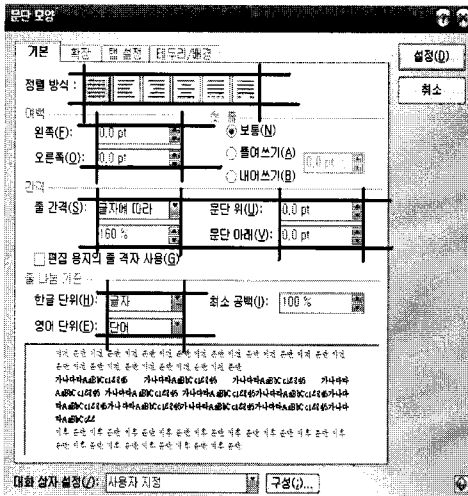 문단 모양
기본 확장 탭 설정 테두리/배경
설정(D)
취소
정렬 방식 :
여백 첫 줄
왼쪽(F): 0,0 pt 보통(N)
오른쪽(O): 0,0 pt 들여쓰기(A) 0,0 pt
내어쓰기(B)
간격
줄 간격(S): 글자에 따라 문단 위(U): 0,0 pt
160 % 문단 아래(V): 0,0 pt
편집 용지의 줄 격자 사용(G)
줄 나눔 기준
한글 단위(H): 글자 최소 공백(I): 100 %
영어 단위(E): 단어
대화 상자 설정(/): 사용자 지정 구성(;)...